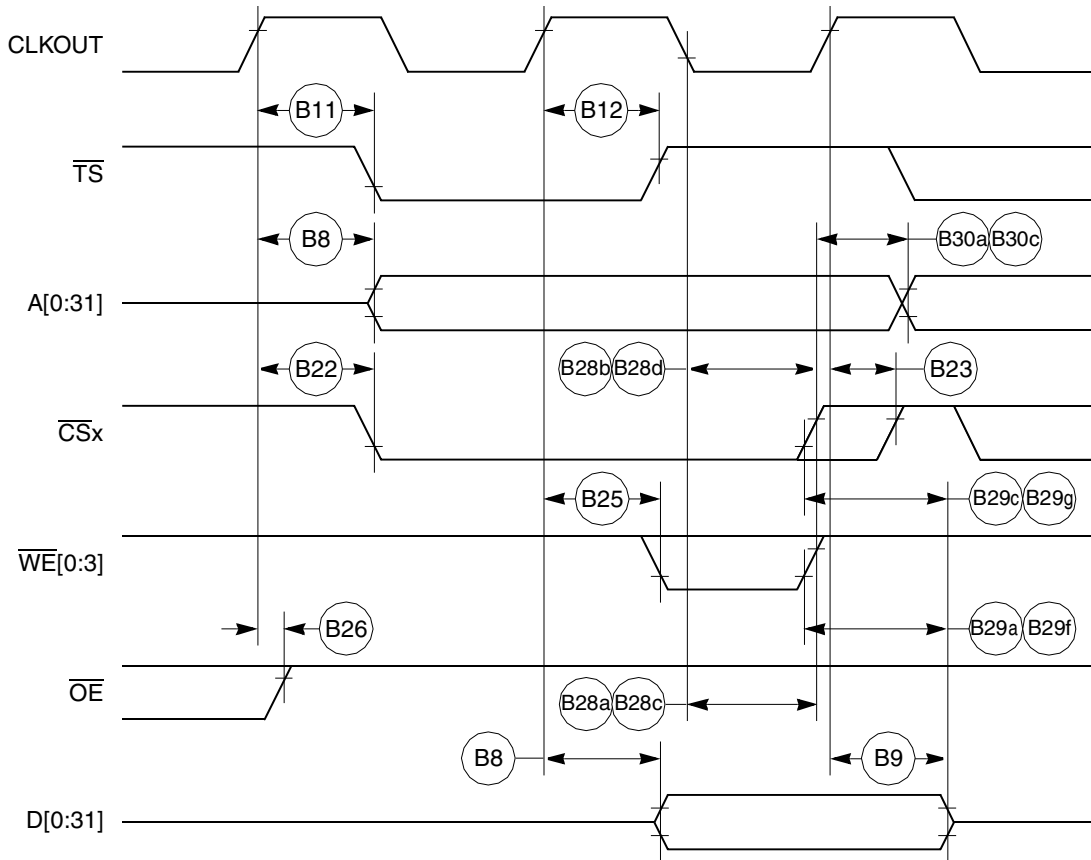 CLKOUT
B11
B12
TS
B8
B30a B30c
A[0:31]
B22
B28b B28d
B23
CSx
B25
B29c B29g
WE[0:3]
B26
B29a B29f
OE
B28a B28c
B8
B9
D[0:31]